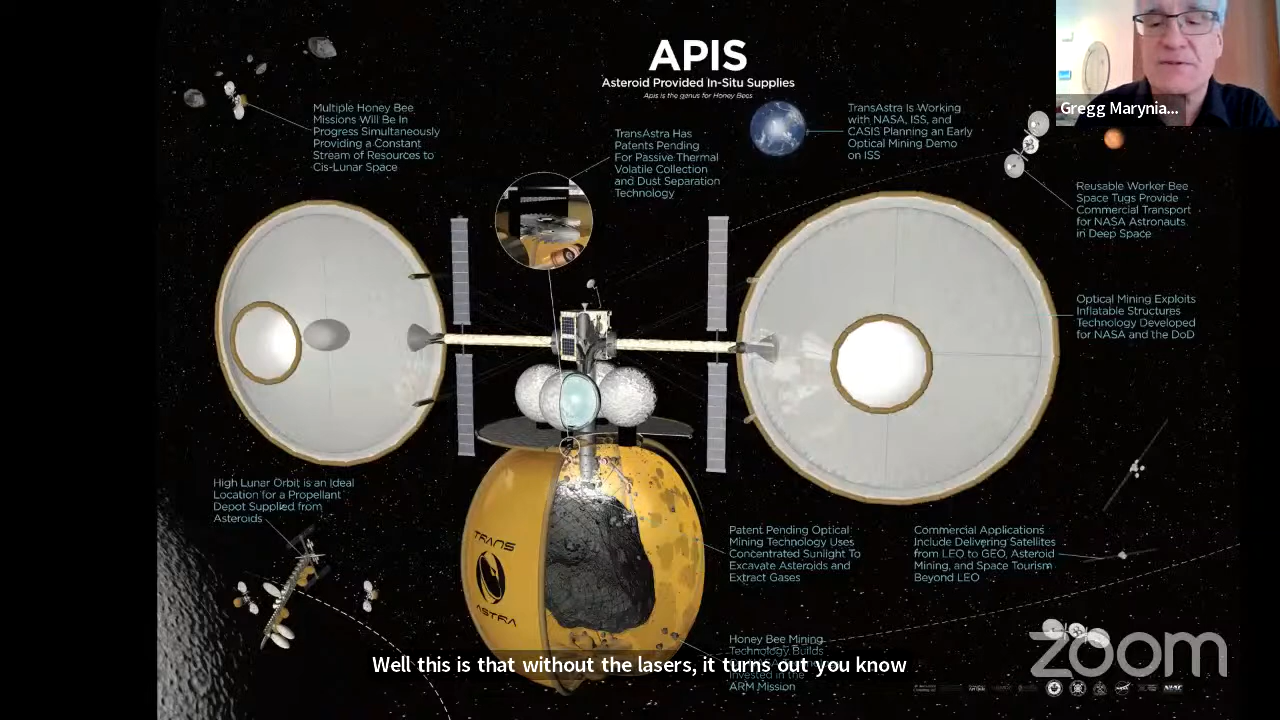 APIS
Asteroid Provided In-Situ Supplies
Apis is the genus for Honey Bees
Gregg Marynia...
Multiple Honey Bee
Missions Will Be In
Progress Simultaneously
Providing a Constant
Stream of Resources to
Cis-Lunar Space
TransAstra Has
Patents Pending
For Passive Thermal
Volatile Collection
and Dust Separation
Technology
TransAstra Is Working
with NASA, ISS, and
CASIS Planning an Early
Optical Mining Demo
on ISS
Reusable Worker Bee
Space Tugs Provide
Commercial Transport
for NASA Astronauts
in Deep Space
Optical Mining Exploits
Inflatable Structures
Technology Developed
for NASA and the DoD
High Lunar Orbit is an Ideal
Location for a Propellant
Depot Supplied from
Asteroids
TRANS
ASTRA
Patent Pending Optical
Mining Technology Uses
Concentrated Sunlight To
Excavate Asteroids and
Extract Gases
Commercial Applications
Include Delivering Satellites
from LEO to GEO, Asteroid
Mining, and Space Tourism
Beyond LEO
Honey Bee Mining
Technology Builds
Invested in the
ARM Mission
Well this is that without the lasers, it turns out you know
zoom